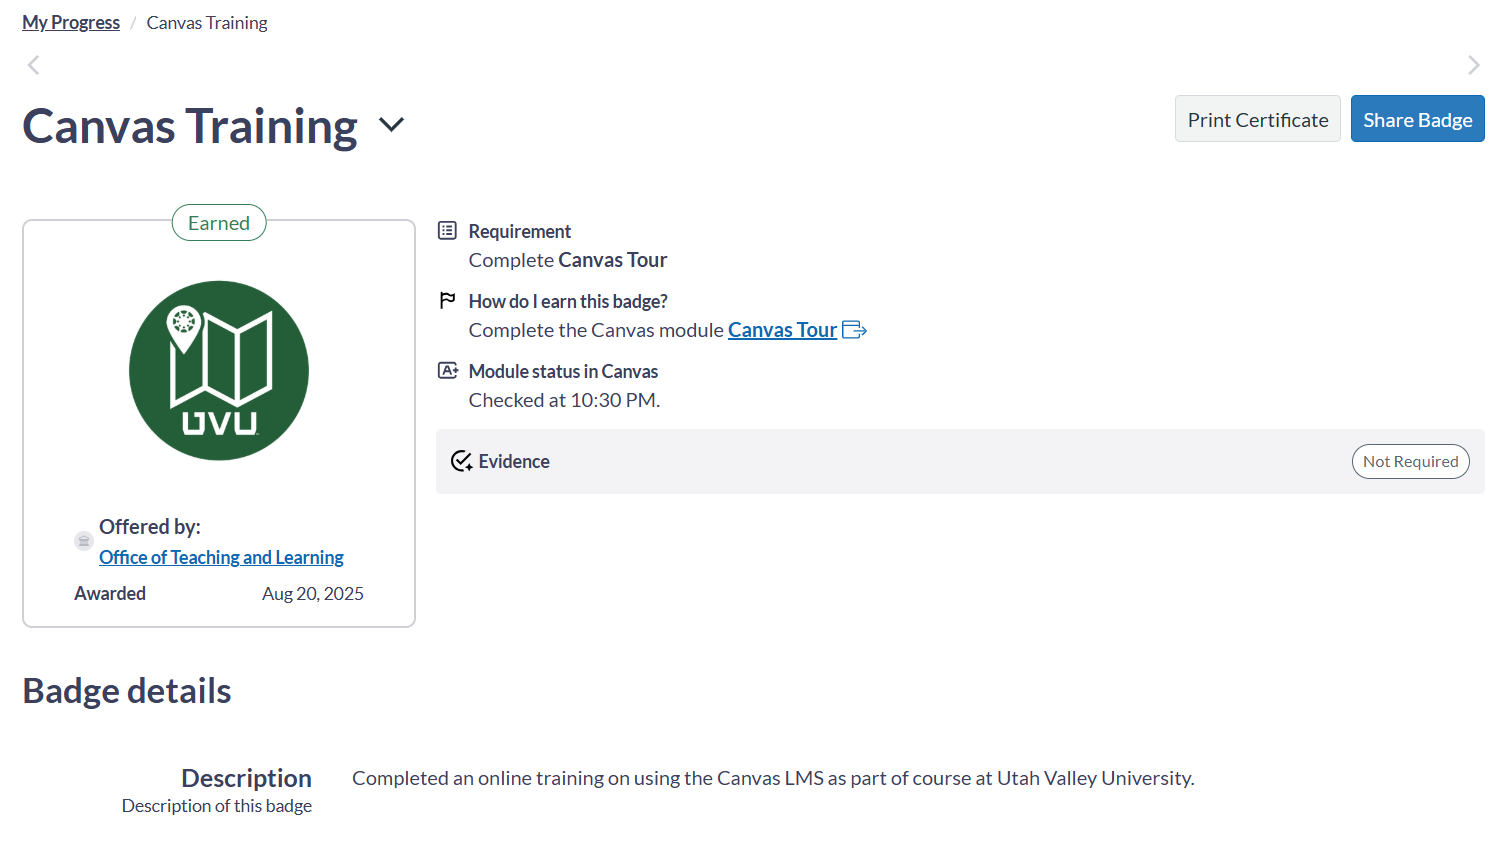 My Progress / Canvas Training
Canvas Training
Print Certificate
Share Badge
Earned
UVU
Offered by:
Office of Teaching and Learning
Awarded Aug 20, 2025
Requirement
Complete Canvas Tour
How do I earn this badge?
Complete the Canvas module Canvas Tour
A+ Module status in Canvas
Checked at 10:30 PM.
Evidence
Not Required
Badge details
Description
Description of this badge
Completed an online training on using the Canvas LMS as part of course at Utah Valley University.